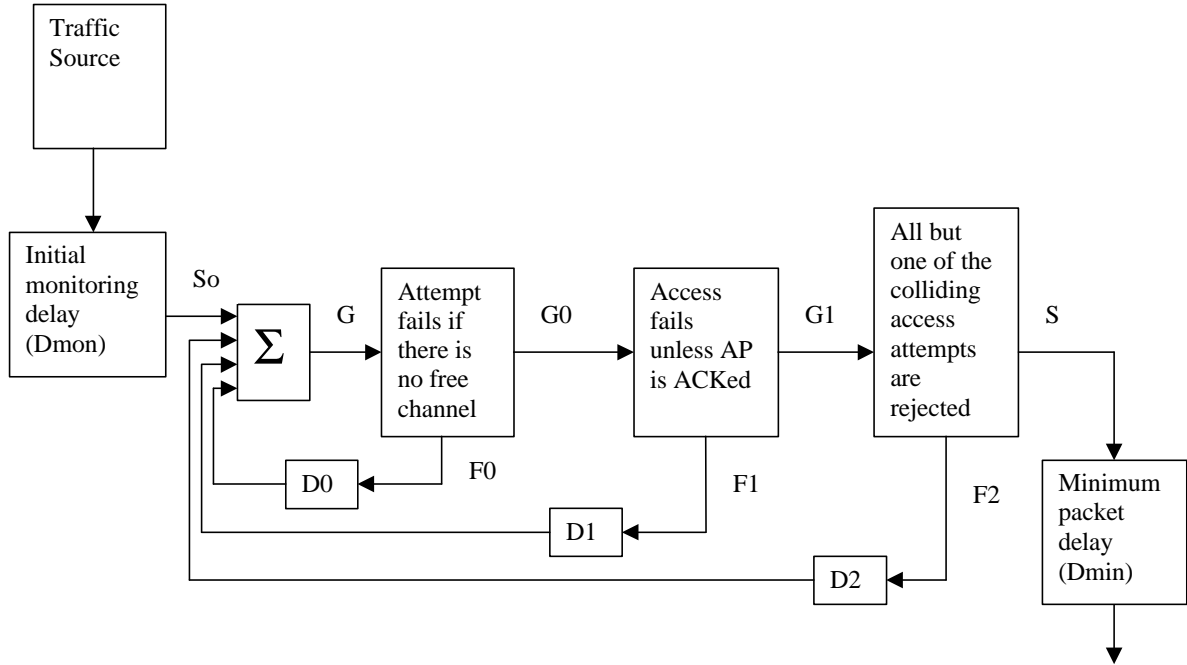 Traffic
Source
Initial
monitoring
delay
(Dmon)
So
Σ
G
Attempt
fails if
there is
no free
channel
G0
Access
fails
unless AP
is ACKed
G1
All but
one of the
colliding
access
attempts
are
rejected
S
D0
F0
D1
F1
D2
F2
Minimum
packet
delay
(Dmin)